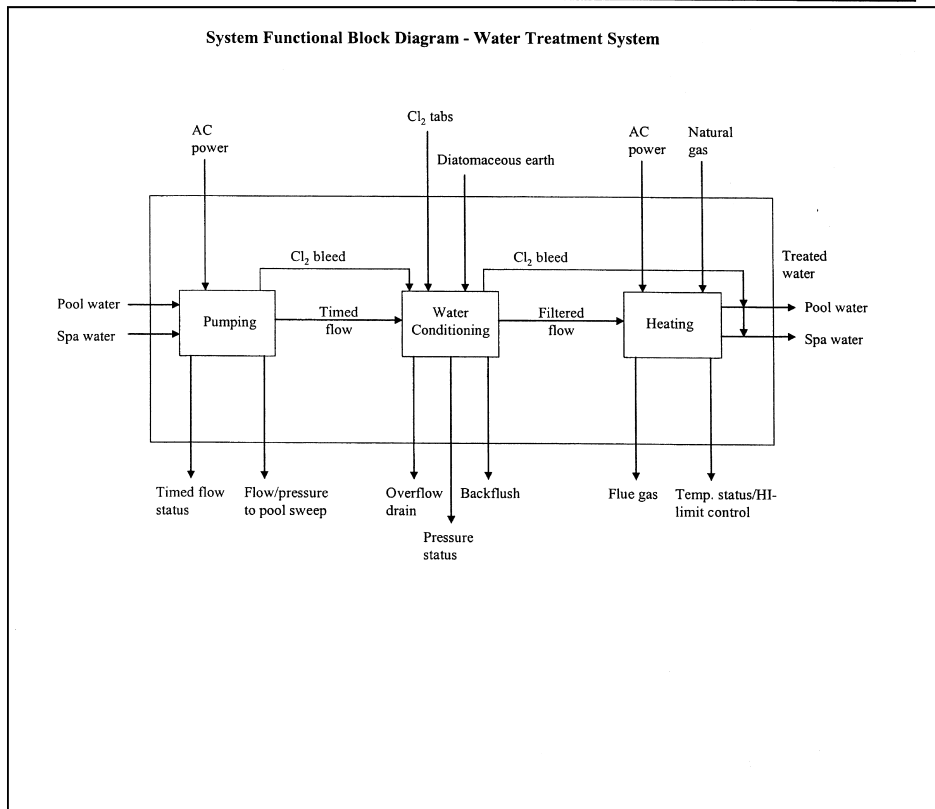 System Functional Block Diagram - Water Treatment System
Cl₂ tabs
AC
power
AC
power
Natural
gas
Diatomaceous earth
Cl₂ bleed
Cl₂ bleed
Treated
water
Pool water
Spa water
Pumping
Timed
flow
Water
Conditioning
Filtered
flow
Heating
Pool water
Spa water
Timed flow
status
Flow/pressure
to pool sweep
Overflow
drain
Backflush
Pressure
status
Flue gas
Temp. status/HI-
limit control